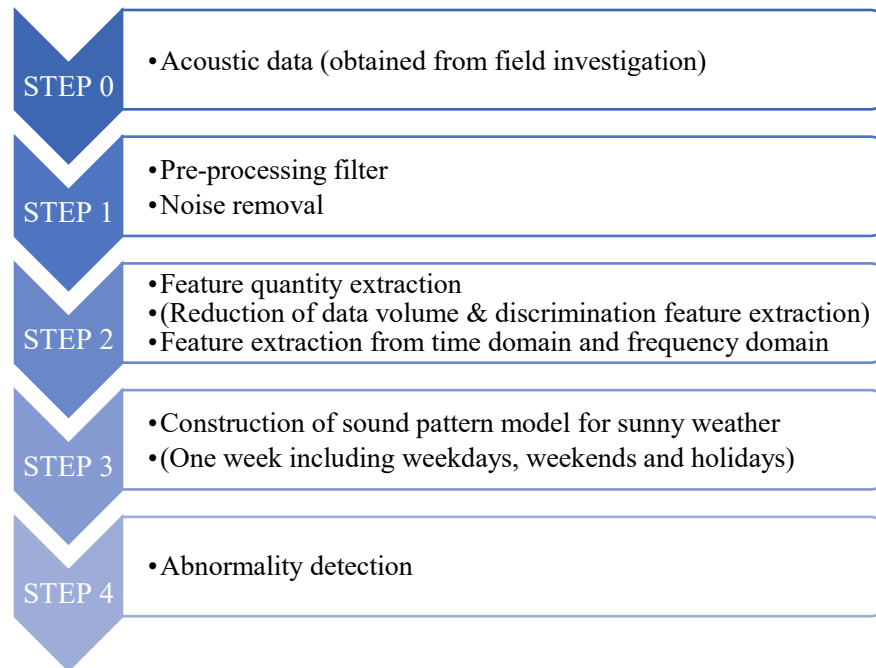 STEP 0
•Acoustic data (obtained from field investigation)
STEP 1
•Pre-processing filter
•Noise removal
STEP 2
•Feature quantity extraction
•(Reduction of data volume & discrimination feature extraction)
•Feature extraction from time domain and frequency domain
STEP 3
•Construction of sound pattern model for sunny weather
•(One week including weekdays, weekends and holidays)
STEP 4
•Abnormality detection